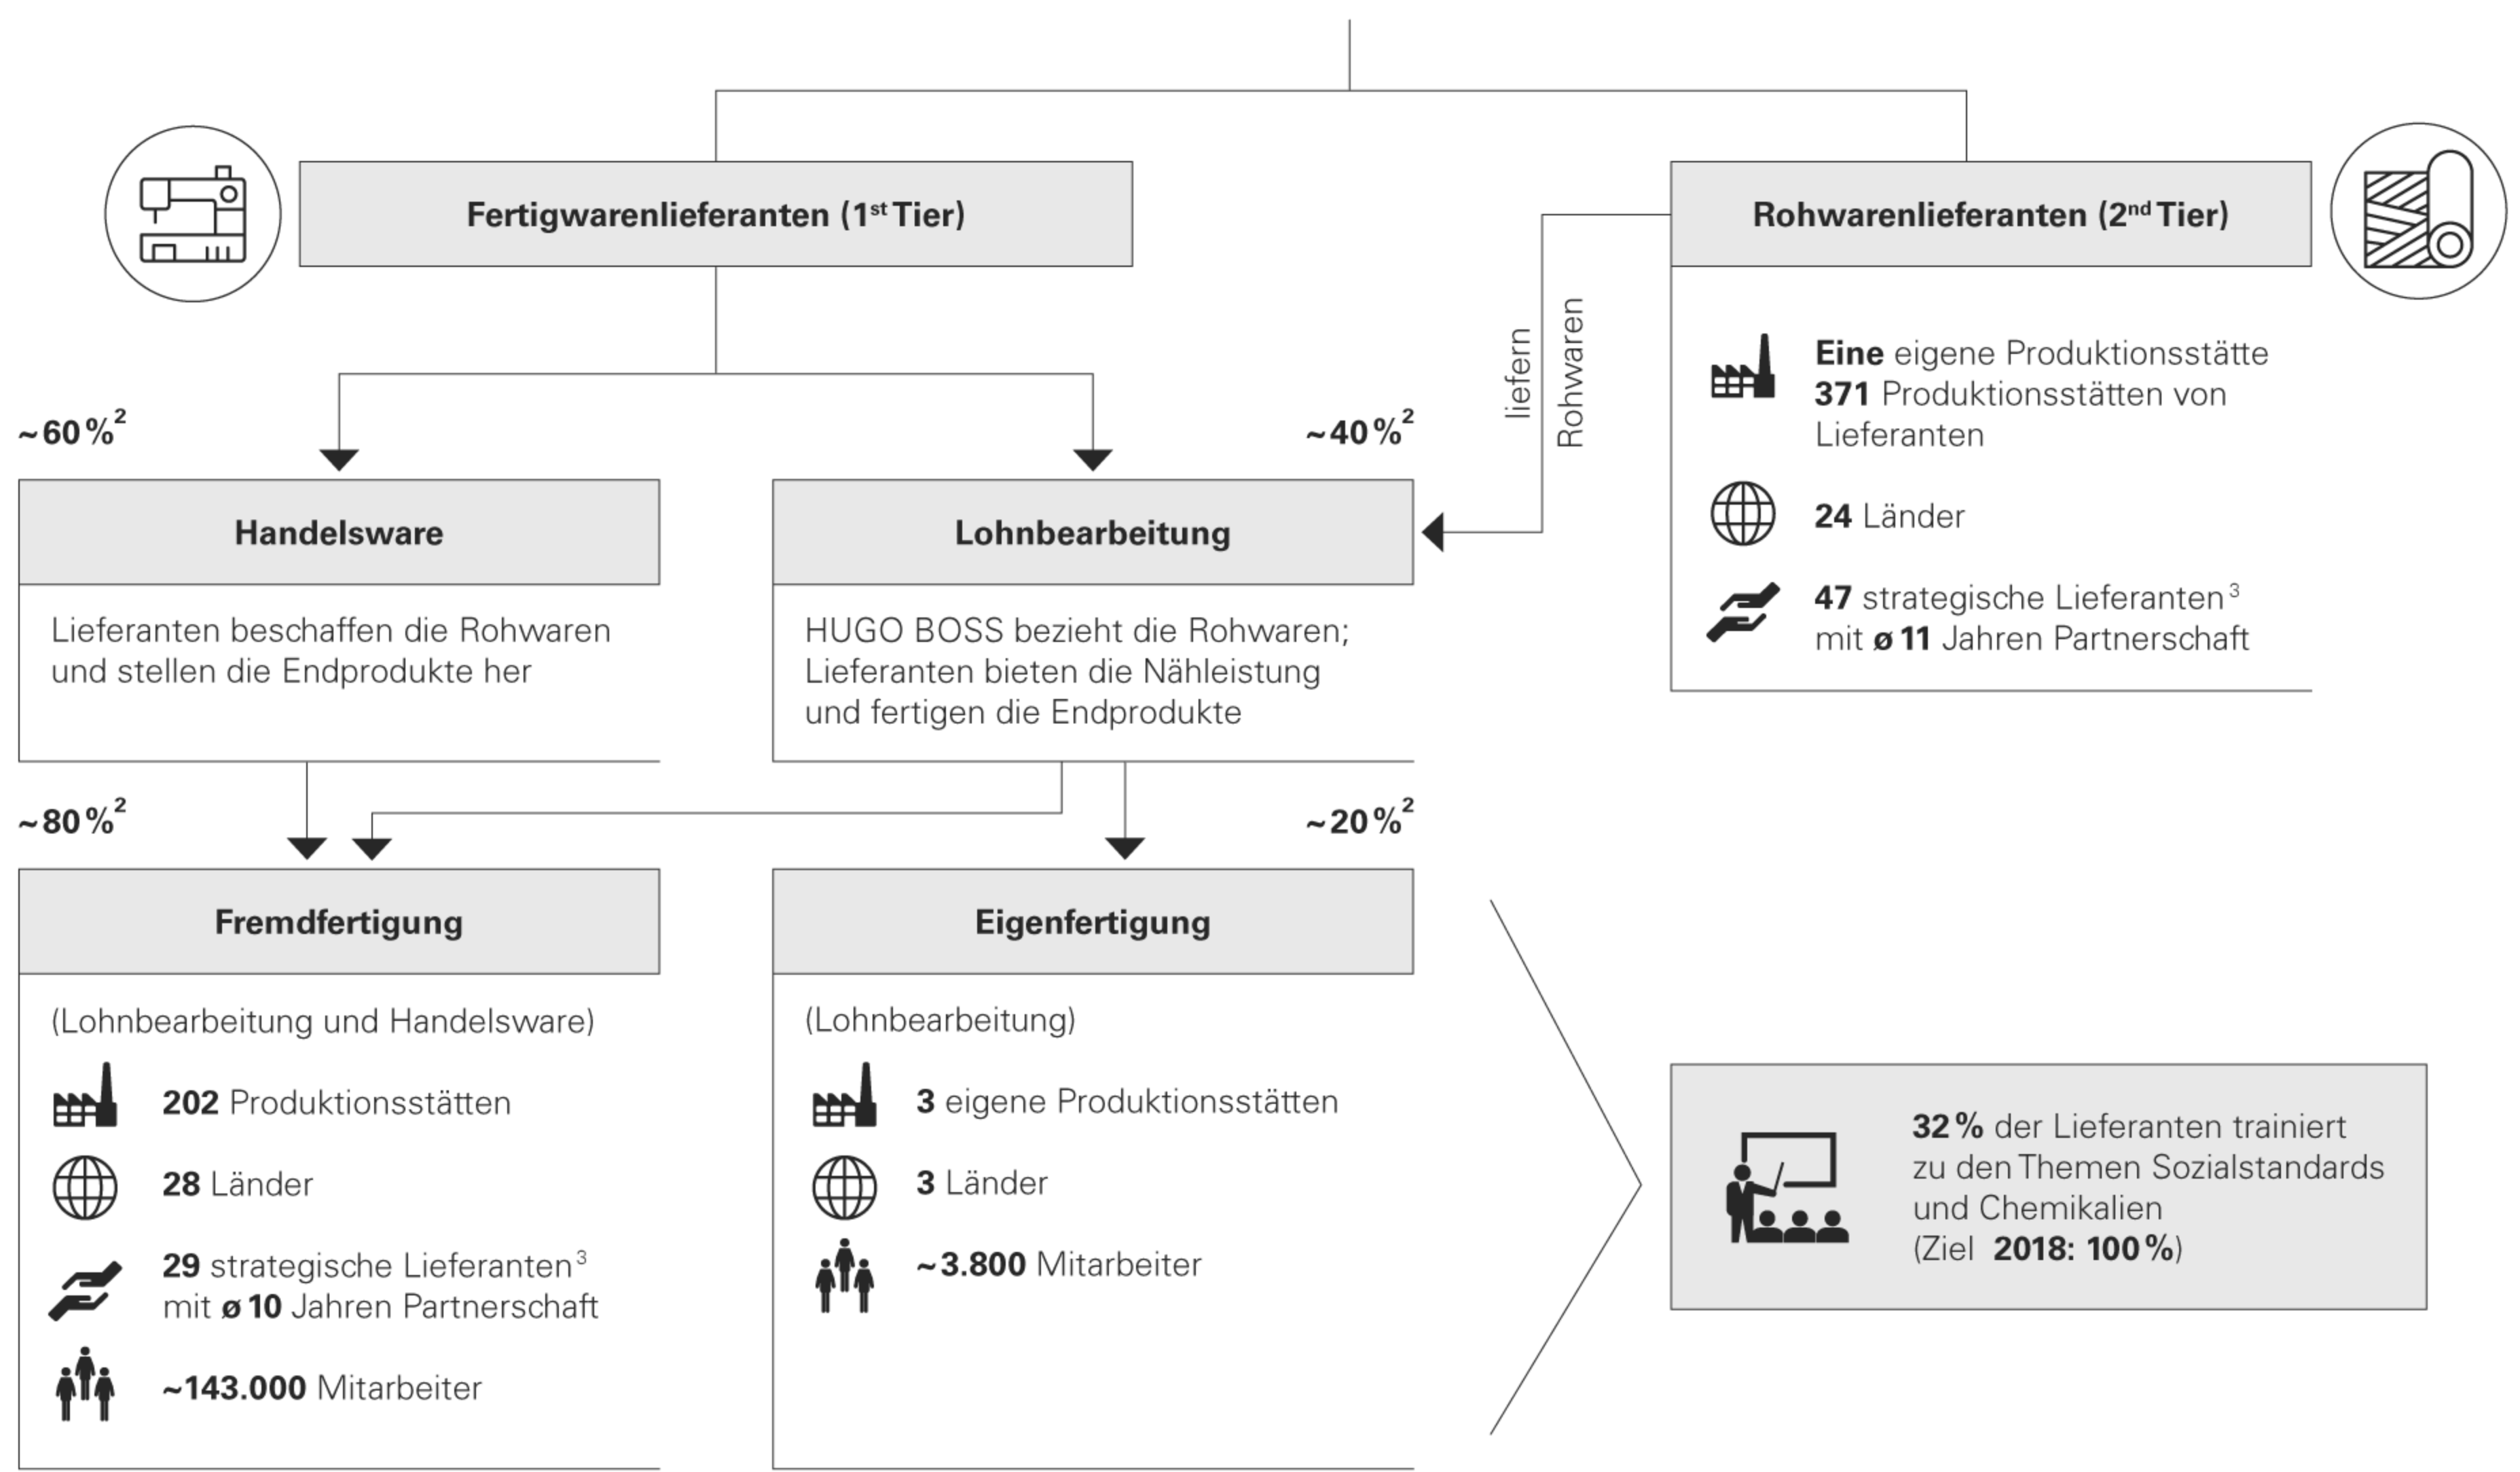 Fertigwarenlieferanten (1st Tier)
Rohwarenlieferanten (2nd Tier)
liefern
Rohwaren
Eine eigene Produktionsstätte
371 Produktionsstätten von
Lieferanten
24 Länder
47 strategische Lieferanten3
mit ø 11 Jahren Partnerschaft
~60 %2
~40 %2
Handelsware
Lieferanten beschaffen die Rohwaren
und stellen die Endprodukte her
Lohnbearbeitung
HUGO BOSS bezieht die Rohwaren;
Lieferanten bieten die Nähleistung
und fertigen die Endprodukte
~80 %2
~20 %2
Fremdfertigung
(Lohnbearbeitung und Handelsware)
202 Produktionsstätten
28 Länder
29 strategische Lieferanten3
mit ø 10 Jahren Partnerschaft
~143.000 Mitarbeiter
Eigenfertigung
(Lohnbearbeitung)
3 eigene Produktionsstätten
3 Länder
~3.800 Mitarbeiter
32 % der Lieferanten trainiert
zu den Themen Sozialstandards
und Chemikalien
(Ziel 2018: 100 %)